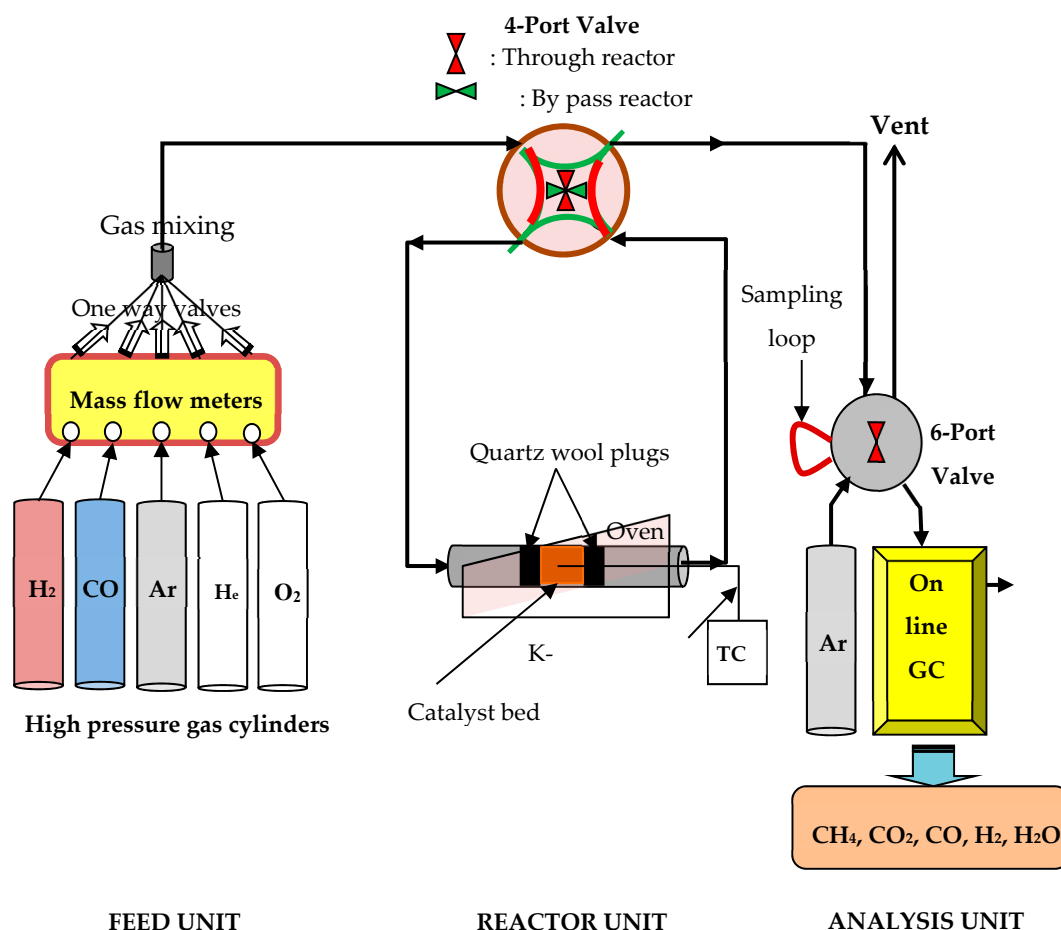 4-Port Valve
: Through reactor
: By pass reactor
Vent
Gas mixing
One way valves
Sampling
loop
Mass flow meters
6-Port
Valve
Quartz wool plugs
Oven
H₂
CO
Ar
He
O₂
On
line
GC
Ar
K-
TC
Catalyst bed
High pressure gas cylinders
CH₄, CO₂, CO, H₂, H₂O
FEED UNIT
REACTOR UNIT
ANALYSIS UNIT